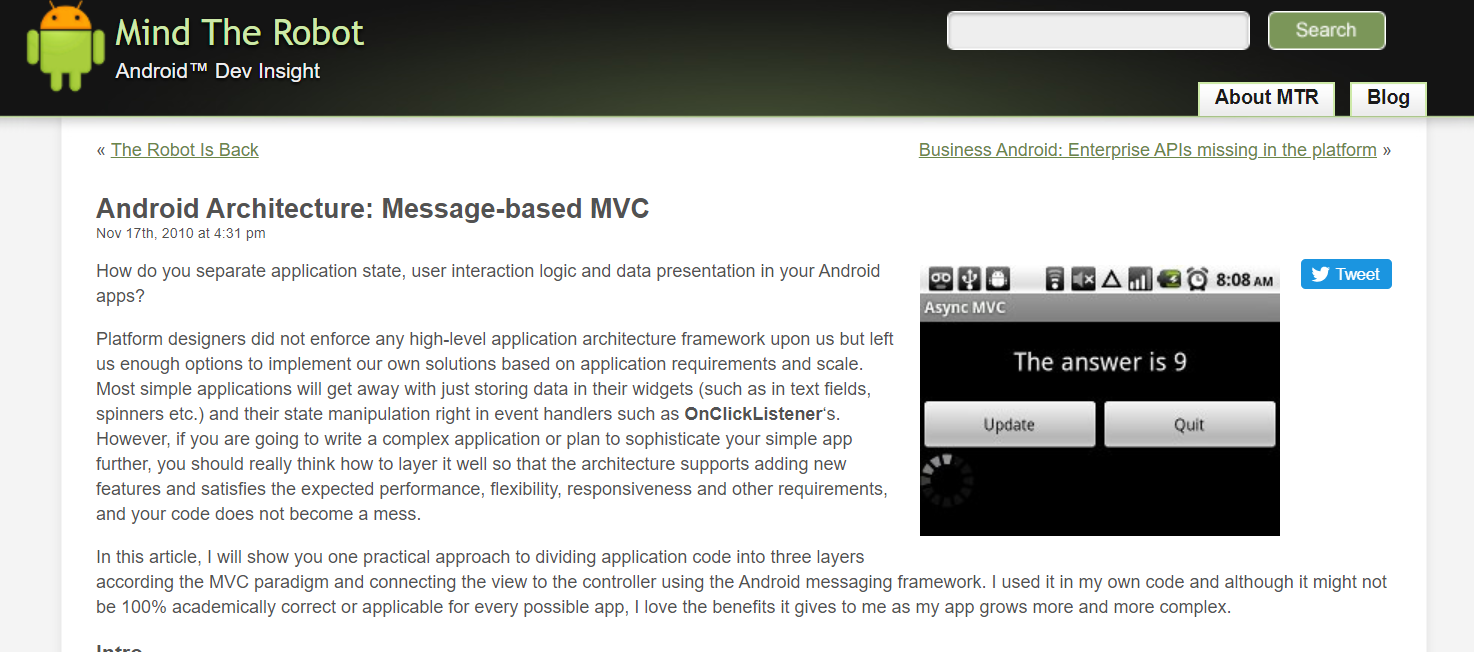 Mind The Robot
Android™ Dev Insight
Search
About MTR
Blog
« The Robot Is Back
Business Android: Enterprise APIs missing in the platform »
Android Architecture: Message-based MVC
Nov 17th, 2010 at 4:31 pm
How do you separate application state, user interaction logic and data presentation in your Android
apps?
Platform designers did not enforce any high-level application architecture framework upon us but left
us enough options to implement our own solutions based on application requirements and scale.
Most simple applications will get away with just storing data in their widgets (such as in text fields,
spinners etc.) and their state manipulation right in event handlers such as OnClickListener‘s.
However, if you are going to write a complex application or plan to sophisticate your simple app
further, you should really think how to layer it well so that the architecture supports adding new
features and satisfies the expected performance, flexibility, responsiveness and other requirements,
and your code does not become a mess.
8:08 AM
Async MVC
The answer is 9
Update
Quit
Tweet
In this article, I will show you one practical approach to dividing application code into three layers
according the MVC paradigm and connecting the view to the controller using the Android messaging framework. I used it in my own code and although it might not
be 100% academically correct or applicable for every possible app, I love the benefits it gives to me as my app grows more and more complex.
Intro